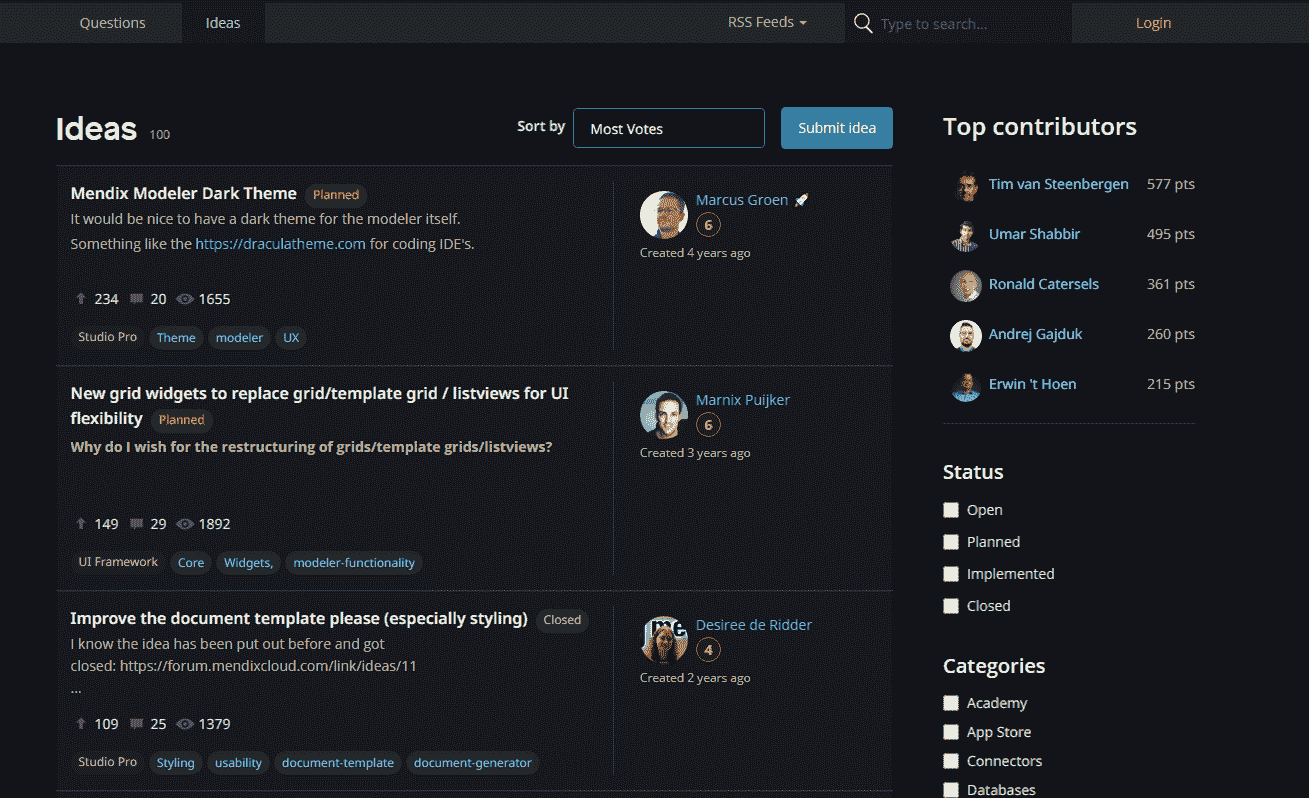 Questions
Ideas
RSS Feeds
Type to search...
Login
Ideas 100
Sort by
Most Votes
Submit idea
Mendix Modeler Dark Theme Planned
It would be nice to have a dark theme for the modeler itself.
Something like the https://draculatheme.com for coding IDE's.
234 20 1655
Studio Pro Theme modeler UX
Marcus Groen
6
Created 4 years ago
New grid widgets to replace grid/template grid / listviews for UI
flexibility Planned
Why do I wish for the restructuring of grids/template grids/listviews?
149 29 1892
UI Framework Core Widgets, modeler-functionality
Marnix Puijker
6
Created 3 years ago
Improve the document template please (especially styling) Closed
I know the idea has been put out before and got
closed: https://forum.mendixcloud.com/link/ideas/11
...
109 25 1379
Studio Pro Styling usability document-template document-generator
Desiree de Ridder
4
Created 2 years ago
Top contributors
Tim van Steenbergen 577 pts
Umar Shabbir 495 pts
Ronald Catersels 361 pts
Andrej Gajduk 260 pts
Erwin 't Hoen 215 pts
Status
Open
Planned
Implemented
Closed
Categories
Academy
App Store
Connectors
Databases